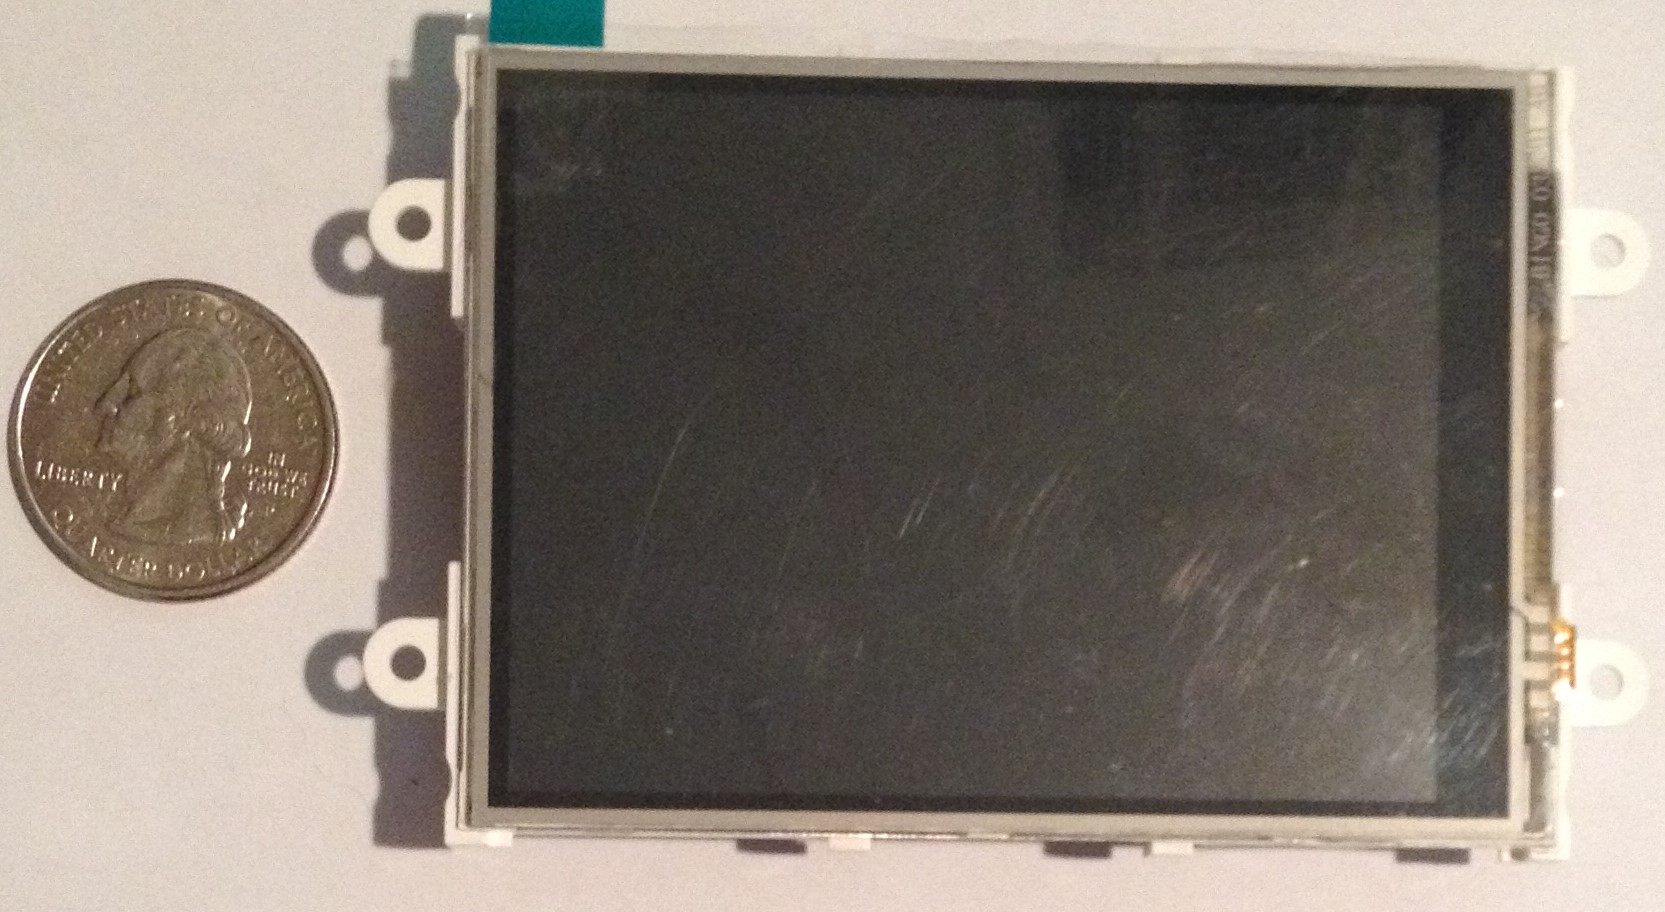 UNITED STATES OF AMERICA
LIBERTY
IN
GOD WE
TRUST
QUARTER DOLLAR